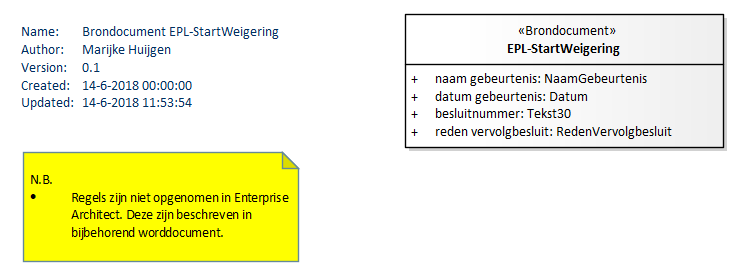 Name: Brondocument EPL-StartWeigering
Author: Marijke Huijgen
Version: 0.1
Created: 14-6-2018 00:00:00
Updated: 14-6-2018 11:53:54
«Brondocument»
EPL-StartWeigering
+ naam gebeurtenis: NaamGebeurtenis
+ datum gebeurtenis: Datum
+ besluitnummer: Tekst30
+ reden vervolgbesluit: RedenVervolgbesluit
N.B.
• Regels zijn niet opgenomen in Enterprise
Architect. Deze zijn beschreven in
bijbehorend worddocument.